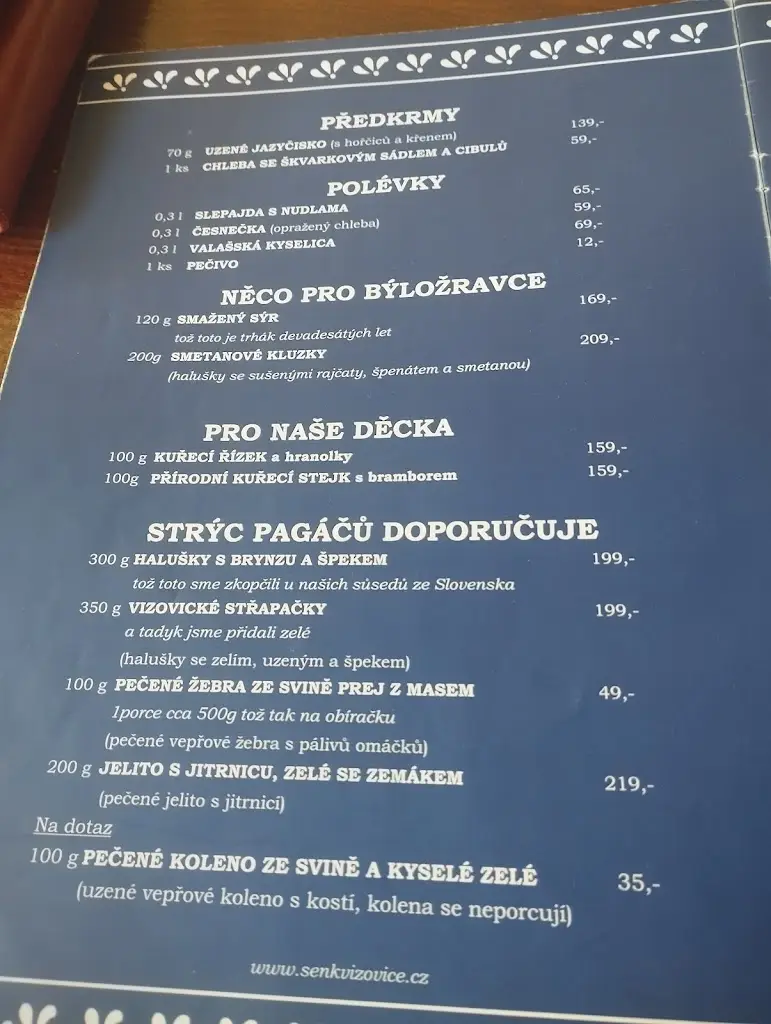 PŘEDKRMY
70 g UZENÉ JAZYČISKO (s hořčiců a křenem) 139,-
1 ks CHLEBA SE ŠKVARKOVÝM SÁDLEM A CIBULŮ 59,-
POLÉVKY
0,3 l SLEPAJDA S NUDLAMA 65,-
0,3 l ČESNEČKA (opražený chleba) 59,-
0,3 l VALAŠSKÁ KYSELICA 69,-
1 ks PEČIVO 12,-
NĚCO PRO BÝLOŽRAVCE
120 g SMAŽENÝ SÝR 169,-
tož toto je trhák devadesátých let
200g SMETANOVÉ KLUZKY 209,-
(halušky se sušenými rajčaty, špenátem a smetanou)
PRO NAŠE DĚCKA
100 g KUŘECÍ ŘÍZEK a hranolky 159,-
100g PŘÍRODNÍ KUŘECÍ STEJK s bramborem 159,-
STRÝC PAGÁČŮ DOPORUČUJE
300 g HALUŠKY S BRYNZU A ŠPEKEM 199,-
tož toto sme zkopčili u našich súsedů ze Slovenska
350 g VIZOVICKÉ STŘAPAČKY 199,-
a tadyk jsme přidali zelé
(halušky se zelím, uzeným a špekem)
100 g PEČENÉ ŽEBRA ZE SVINĚ PREJ Z MASEM 49,-
1porce cca 500g tož tak na obíračku
(pečené vepřové žebra s pálivů omáčků)
200 g JELITO S JITRNICU, ZELÉ SE ZEMÁKEM 219,-
(pečené jelito s jitrnicí)
Na dotaz
100 g PEČENÉ KOLENO ZE SVINĚ A KYSELÉ ZELÉ 35,-
(uzené vepřové koleno s kostí, kolena se neporcují)
www.senkvizovice.cz